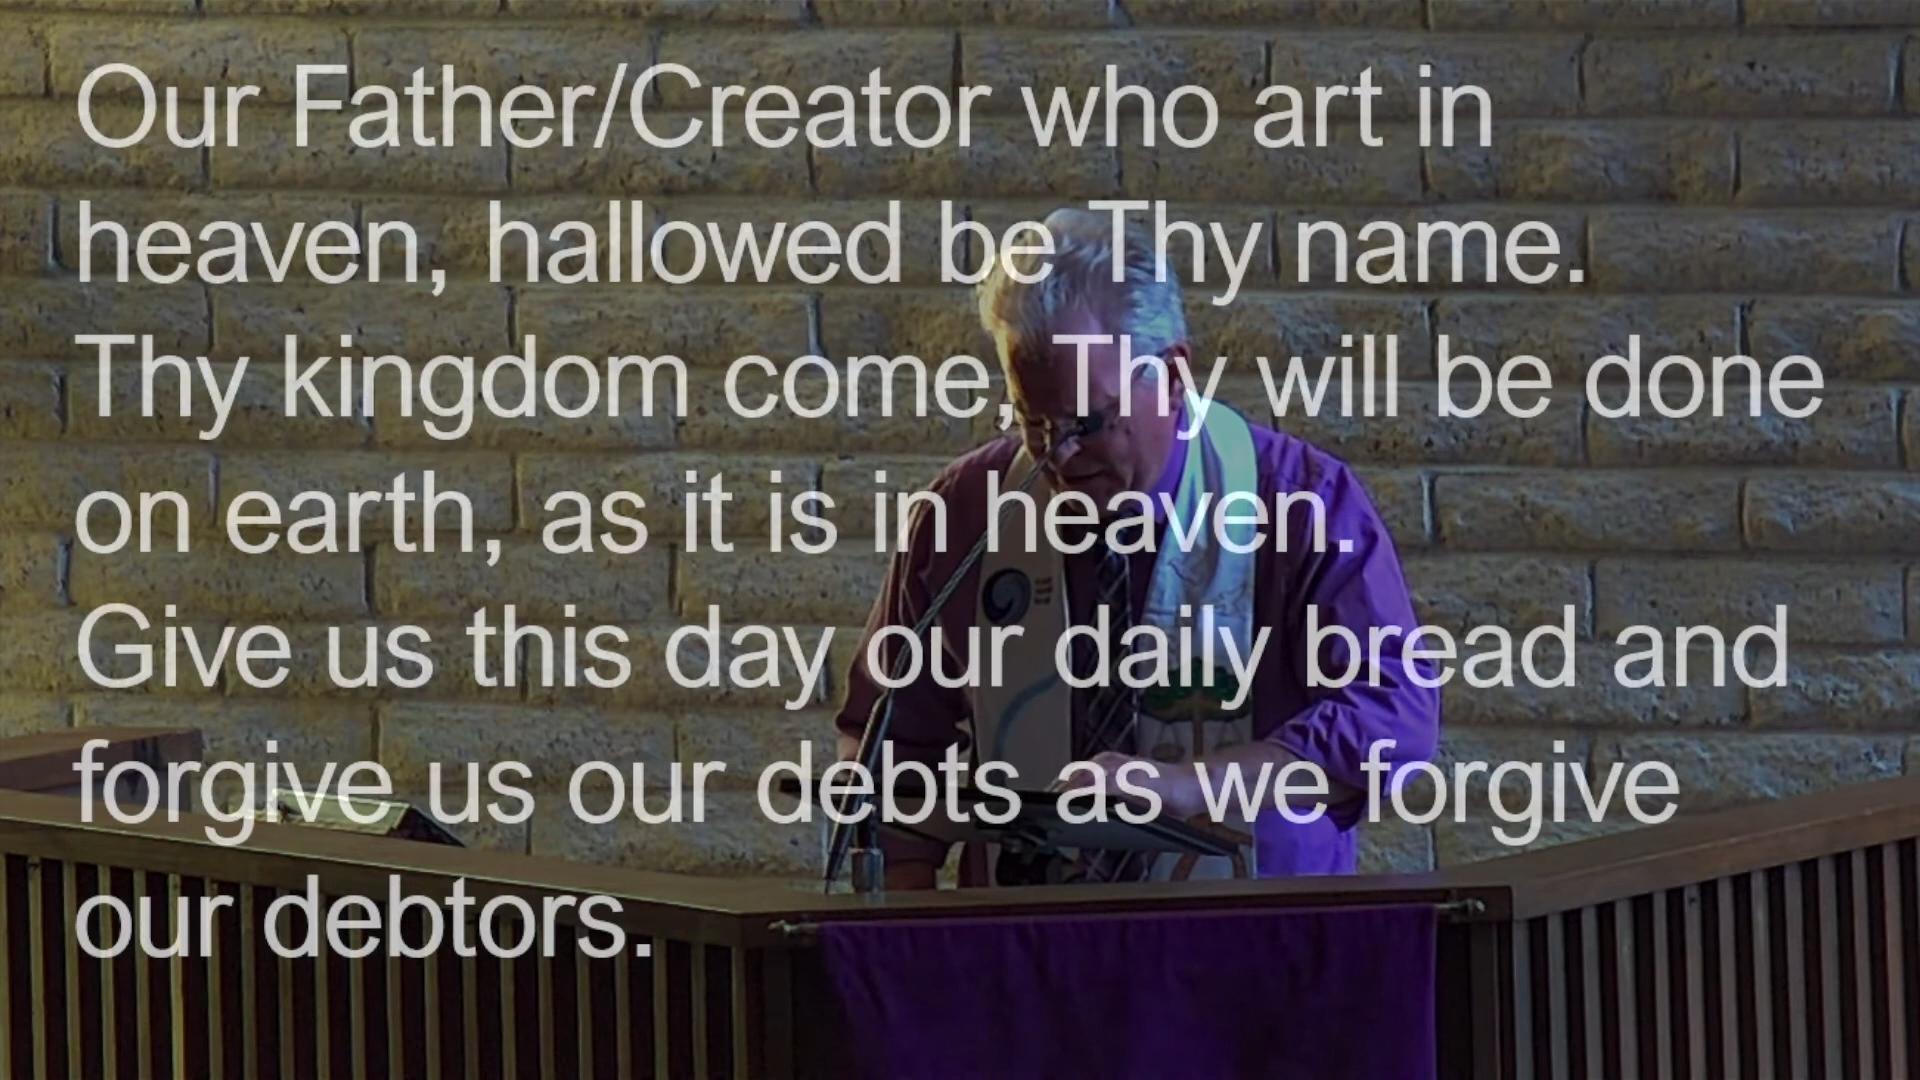 Our Father/Creator who art in
heaven, hallowed be Thy name.
Thy kingdom come, Thy will be done
on earth, as it is in heaven.
Give us this day our daily bread and
forgive us our debts as we forgive
our debtors.